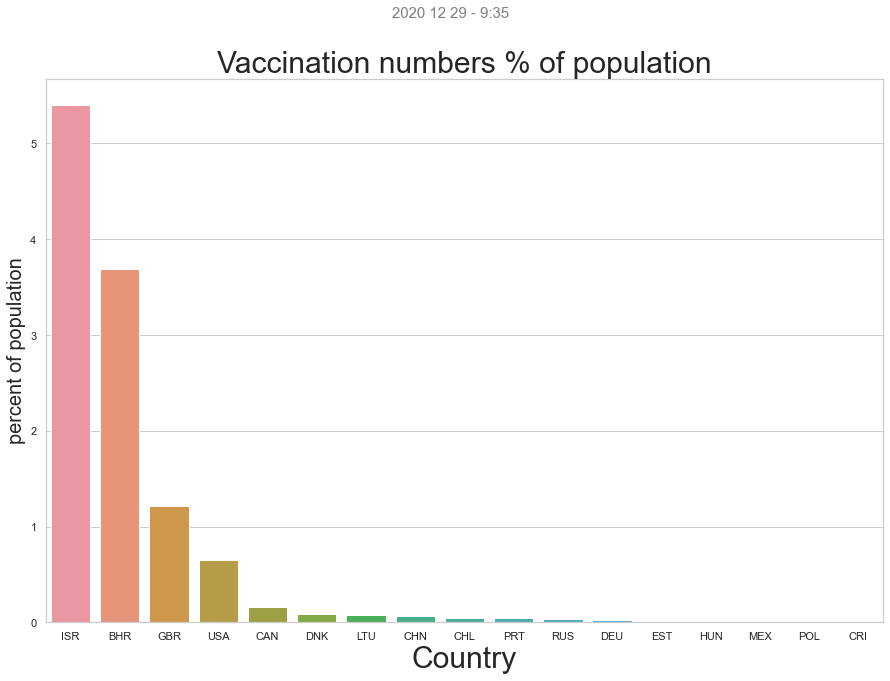 2020 12 29 - 9:35
Vaccination numbers % of population
percent of population
5
4
3
2
1
0
ISR BHR GBR USA CAN DNK LTU CHN CHL PRT RUS DEU EST HUN MEX POL CRI
Country